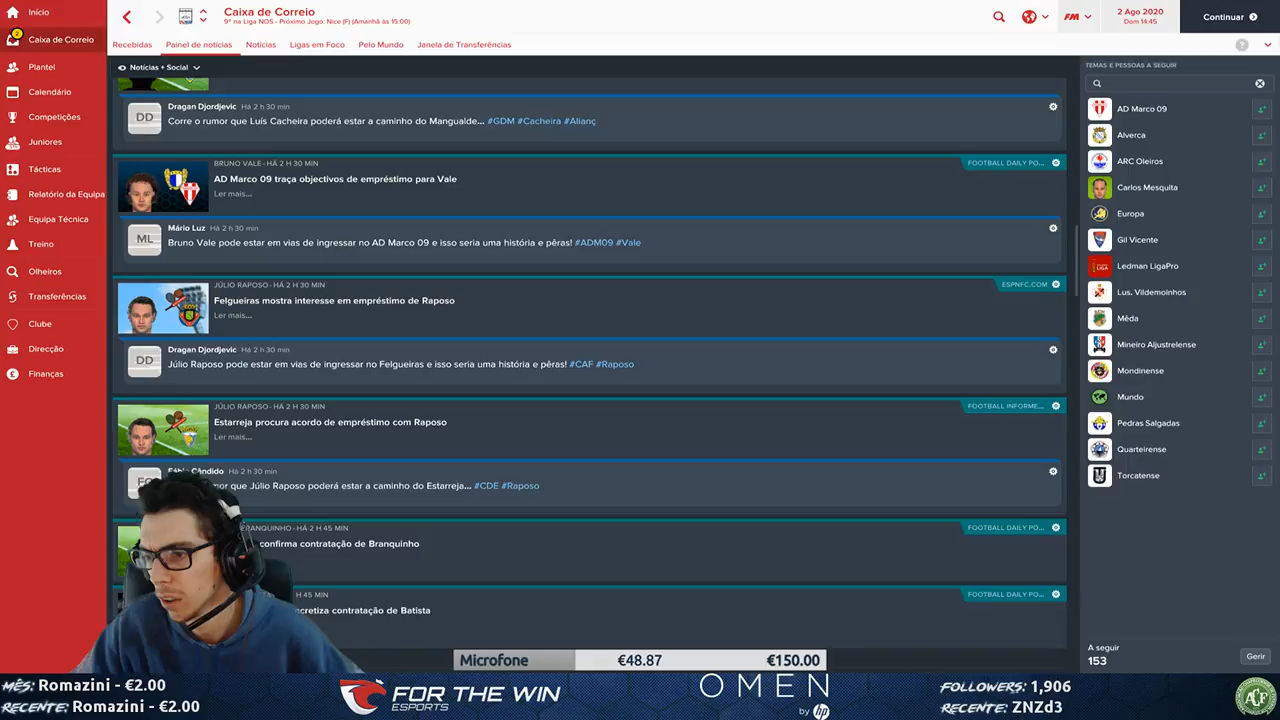 Início
Caixa de Correio
9º na Liga NOS - Próximo Jogo: Nice (F) (Amanhã às 15:00)
FM
2 Ago 2020
Dom 14:45
Continuar
2
Caixa de Correio
Recebidas
Painel de notícias
Notícias
Ligas em Foco
Pelo Mundo
Janela de Transferências
Plantel
Calendário
Competições
Juniores
Tácticas
Relatório da Equipa
Equipa Técnica
Treino
Olheiros
Transferências
Clube
Direcção
Finanças
Notícias + Social
DD
Dragan Djordjevic Há 2 h 30 min
Corre o rumor que Luís Cacheira poderá estar a caminho do Mangualde... #GDM #Cacheira #Alianç
BRUNO VALE - HÁ 2 H 30 MIN
FOOTBALL DAILY PO...
AD Marco 09 traça objectivos de empréstimo para Vale
Ler mais...
ML
Mário Luz Há 2 h 30 min
Bruno Vale pode estar em vias de ingressar no AD Marco 09 e isso seria uma história e pêras! #ADM09 #Vale
JÚLIO RAPOSO - HÁ 2 H 30 MIN
ESPNFC.COM
Felgueiras mostra interesse em empréstimo de Raposo
Ler mais...
DD
Dragan Djordjevic Há 2 h 30 min
Júlio Raposo pode estar em vias de ingressar no Felgueiras e isso seria uma história e pêras! #CAF #Raposo
JÚLIO RAPOSO - HÁ 2 H 30 MIN
FOOTBALL INFORME...
Estarreja procura acordo de empréstimo com Raposo
Ler mais...
Cândido Há 2 h 30 min
que Júlio Raposo poderá estar a caminho do Estarreja... #CDE #Raposo
BRANQUINHO - HÁ 2 H 45 MIN
FOOTBALL DAILY PO...
confirma contratação de Branquinho
H 45 MIN
FOOTBALL DAILY PO...
contratação de Batista
TEMAS E PESSOAS A SEGUIR
AD Marco 09
Alverca
ARC Oleiros
Carlos Mesquita
Europa
Gil Vicente
Ledman LigaPro
Lus. Vildemoinhos
Mêda
Mineiro Aljustrelense
Mondinense
Mundo
Pedras Salgadas
Quarteirense
Torcatense
A seguir
153
Gerir
Microfone €48.87 €150.00
MÊS: Romazini - €2.00
RECENTE: Romazini - €2.00
FOR THE WIN
ESPORTS
OMEN
by hp
FOLLOWERS: 1,906
RECENTE: ZNZd3
ACF